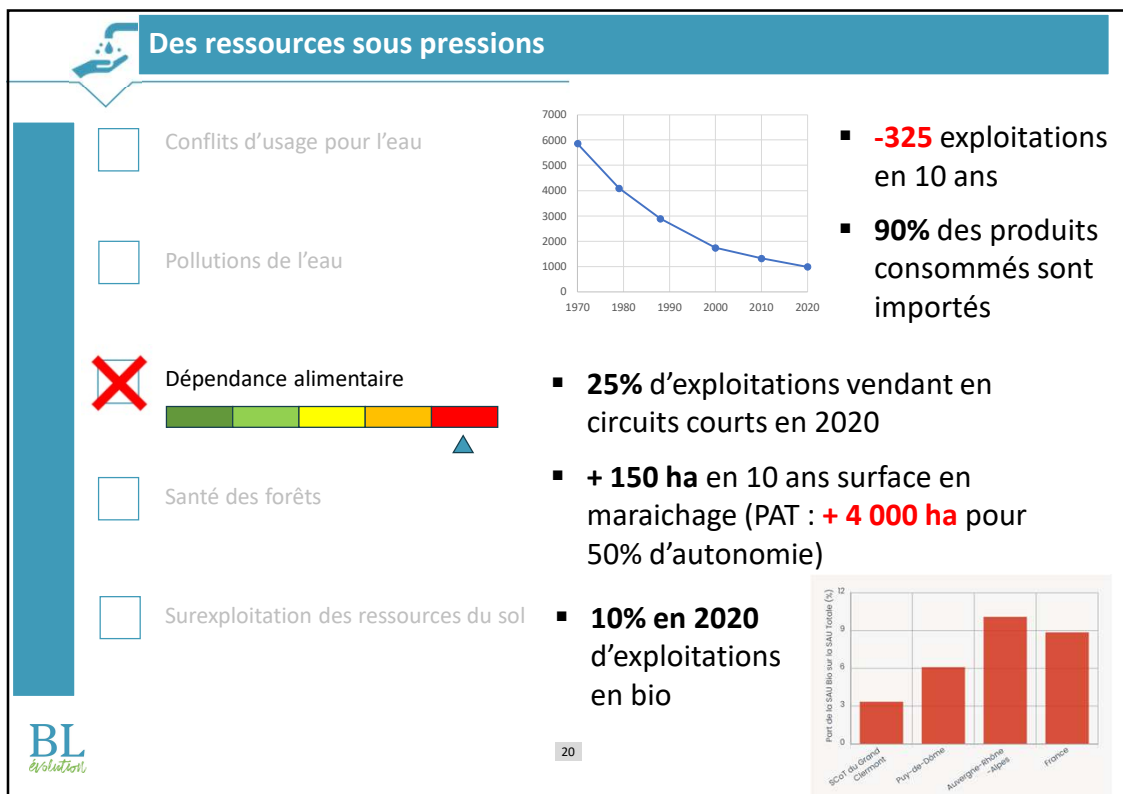 Des ressources sous pressions
Conflits d'usage pour l'eau
Pollutions de l'eau
Dépendance alimentaire
Santé des forêts
Surexploitation des ressources du sol
7000
6000
5000
4000
3000
2000
1000
0
1970 1980 1990 2000 2010 2020
▪ -325 exploitations
en 10 ans
▪ 90% des produits
consommés sont
importés
▪ 25% d'exploitations vendant en
circuits courts en 2020
▪ + 150 ha en 10 ans surface en
maraichage (PAT : + 4 000 ha pour
50% d'autonomie)
▪ 10% en 2020
d'exploitations
en bio
Part de la SAU Bio sur la SAU Totale (%)
12
9
6
3
0
SCoT du Grand
Clermont
Puy-de-Dôme
Auvergne-Rhône
-Alpes
France
BL
évolution
20